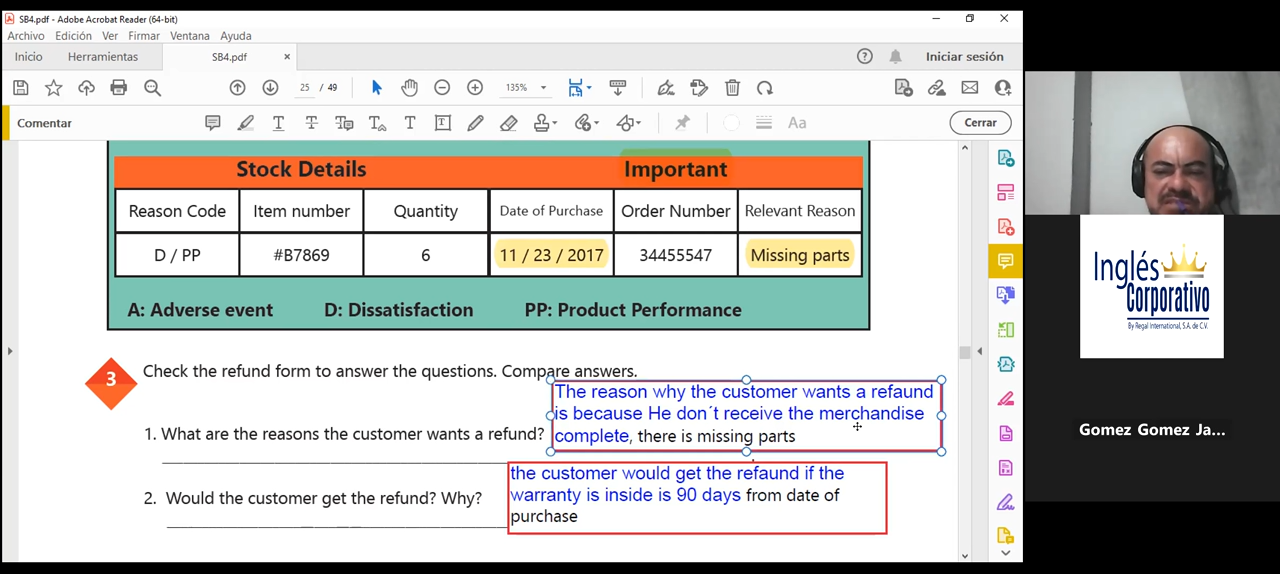 SB4.pdf - Adobe Acrobat Reader (64-bit)
Archivo Edición Ver Firmar Ventana Ayuda
Inicio Herramientas SB4.pdf × Iniciar sesión
25 / 49 135%
Comentar Aa Cerrar
Stock Details Important
Reason Code Item number Quantity Date of Purchase Order Number Relevant Reason
D / PP #B7869 6 11 / 23 / 2017 34455547 Missing parts
A: Adverse event D: Dissatisfaction PP: Product Performance
3 Check the refund form to answer the questions. Compare answers.
1. What are the reasons the customer wants a refund?
The reason why the customer wants a refaund
is because He don´t receive the merchandise
complete, there is missing parts
2. Would the customer get the refund? Why?
the customer would get the refaund if the
warranty is inside is 90 days from date of
purchase
Inglés
Corporativo
By Regal International, S.A. de C.V.
Gomez Gomez Ja...